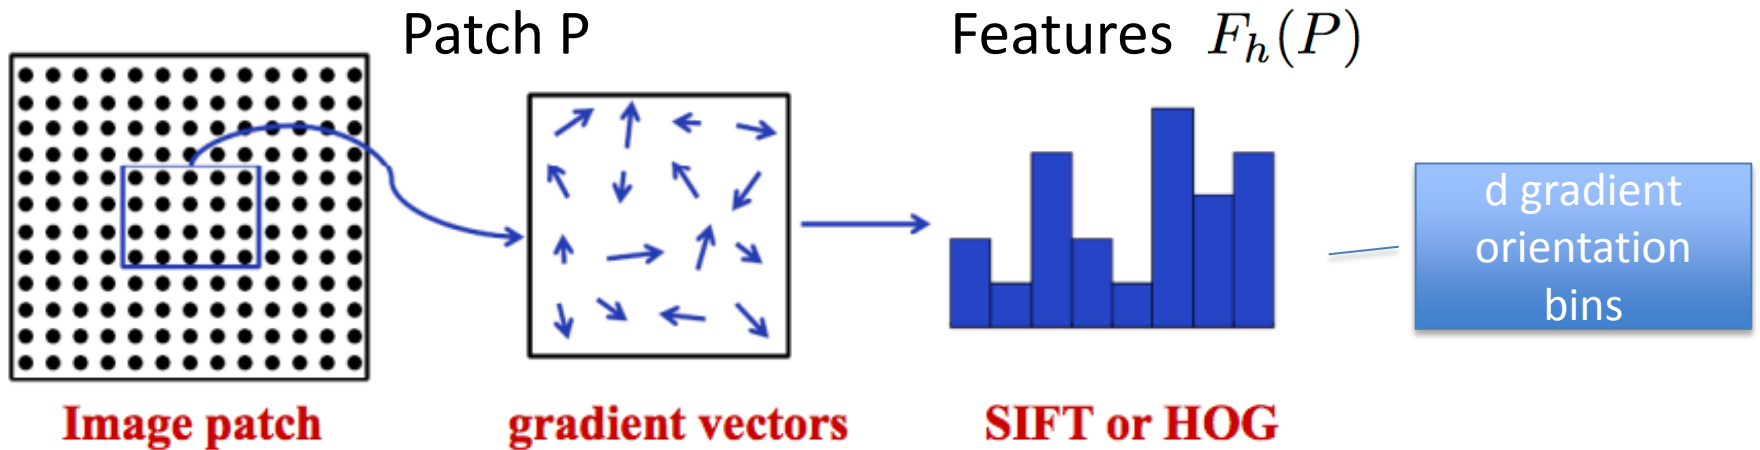 Patch P
Features F_h(P)
d gradient
orientation
bins
Image patch
gradient vectors
SIFT or HOG